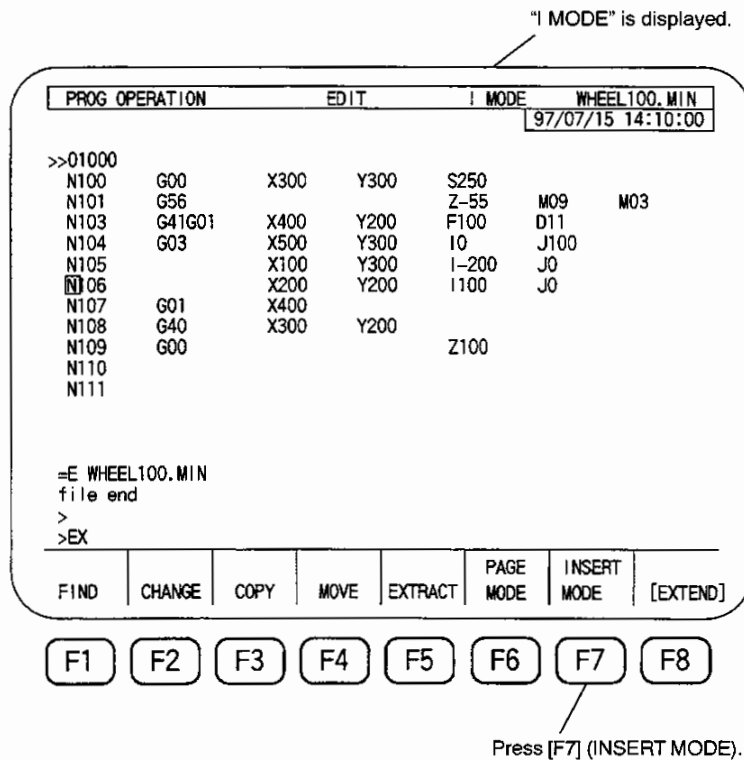 "I MODE" is displayed.
PROG OPERATION EDIT I MODE WHEEL100.MIN
97/07/15 14:10:00
>>O1000
N100 G00 X300 Y300 S250
N101 G56 Z-55 M09 M03
N103 G41G01 X400 Y200 F100 D11
N104 G03 X500 Y300 I0 J100
N105 X100 Y300 I-200 J0
N106 X200 Y200 I100 J0
N107 G01 X400
N108 G40 X300 Y200
N109 G00 Z100
N110
N111
=E WHEEL100.MIN
file end
>
>EX
FIND CHANGE COPY MOVE EXTRACT PAGE MODE INSERT MODE [EXTEND]
F1 F2 F3 F4 F5 F6 F7 F8
Press [F7] (INSERT MODE).